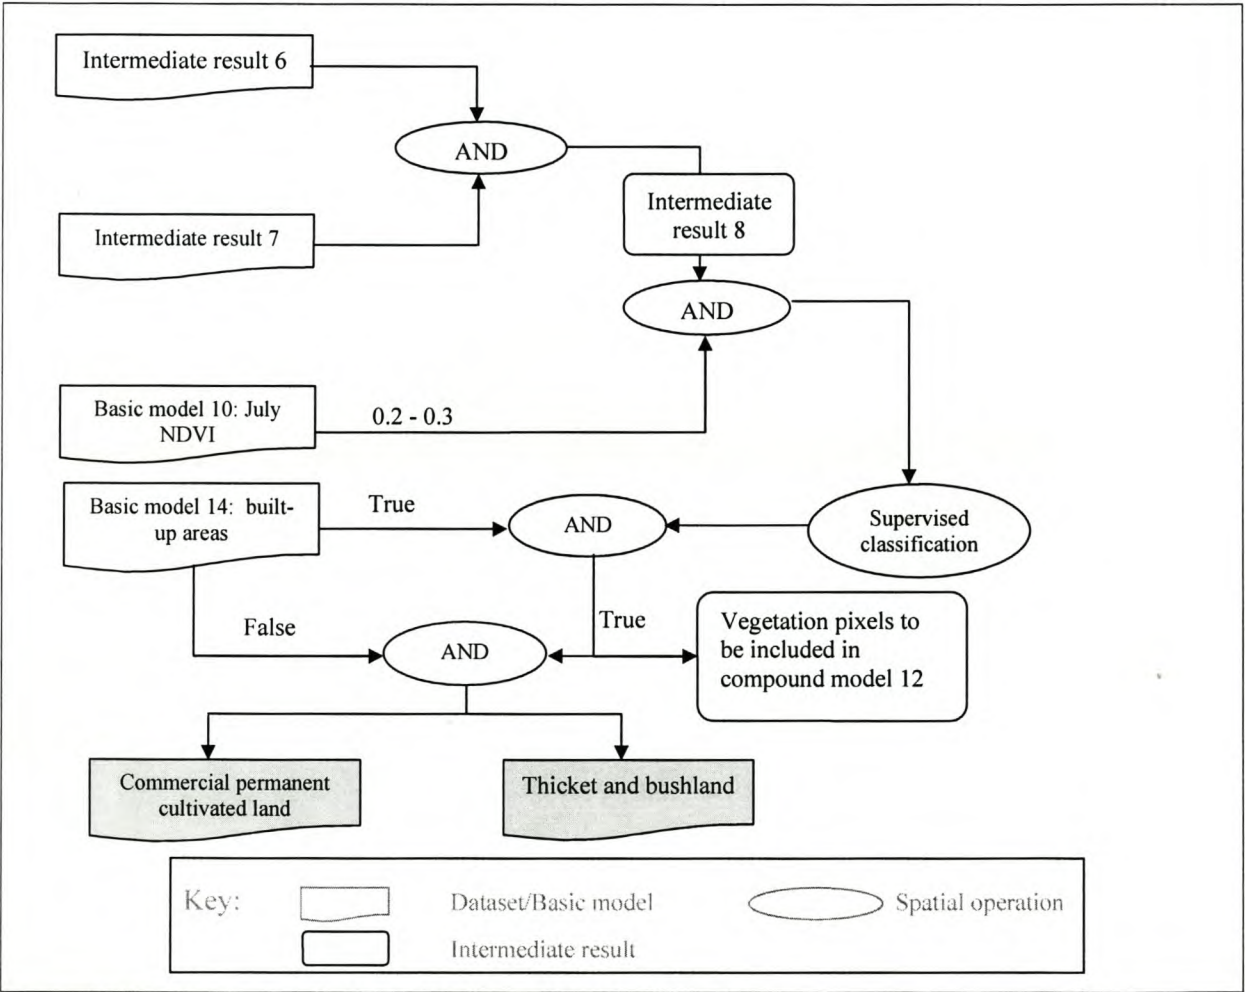 Intermediate result 6
AND
Intermediate result 7
Intermediate
result 8
AND
Basic model 10: July
NDVI
0.2 - 0.3
Basic model 14: built-
up areas
True
AND
Supervised
classification
False
AND
True
Vegetation pixels to
be included in
compound model 12
Commercial permanent
cultivated land
Thicket and bushland
Key:
Dataset/Basic model
Spatial operation
Intermediate result